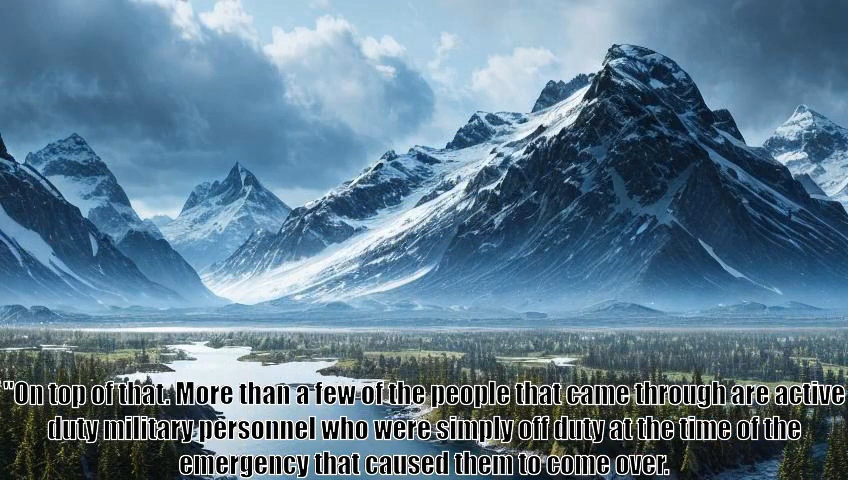 "On top of that. More than a few of the people that came through are active
duty military personnel who were simply off duty at the time of the
emergency that caused them to come over.